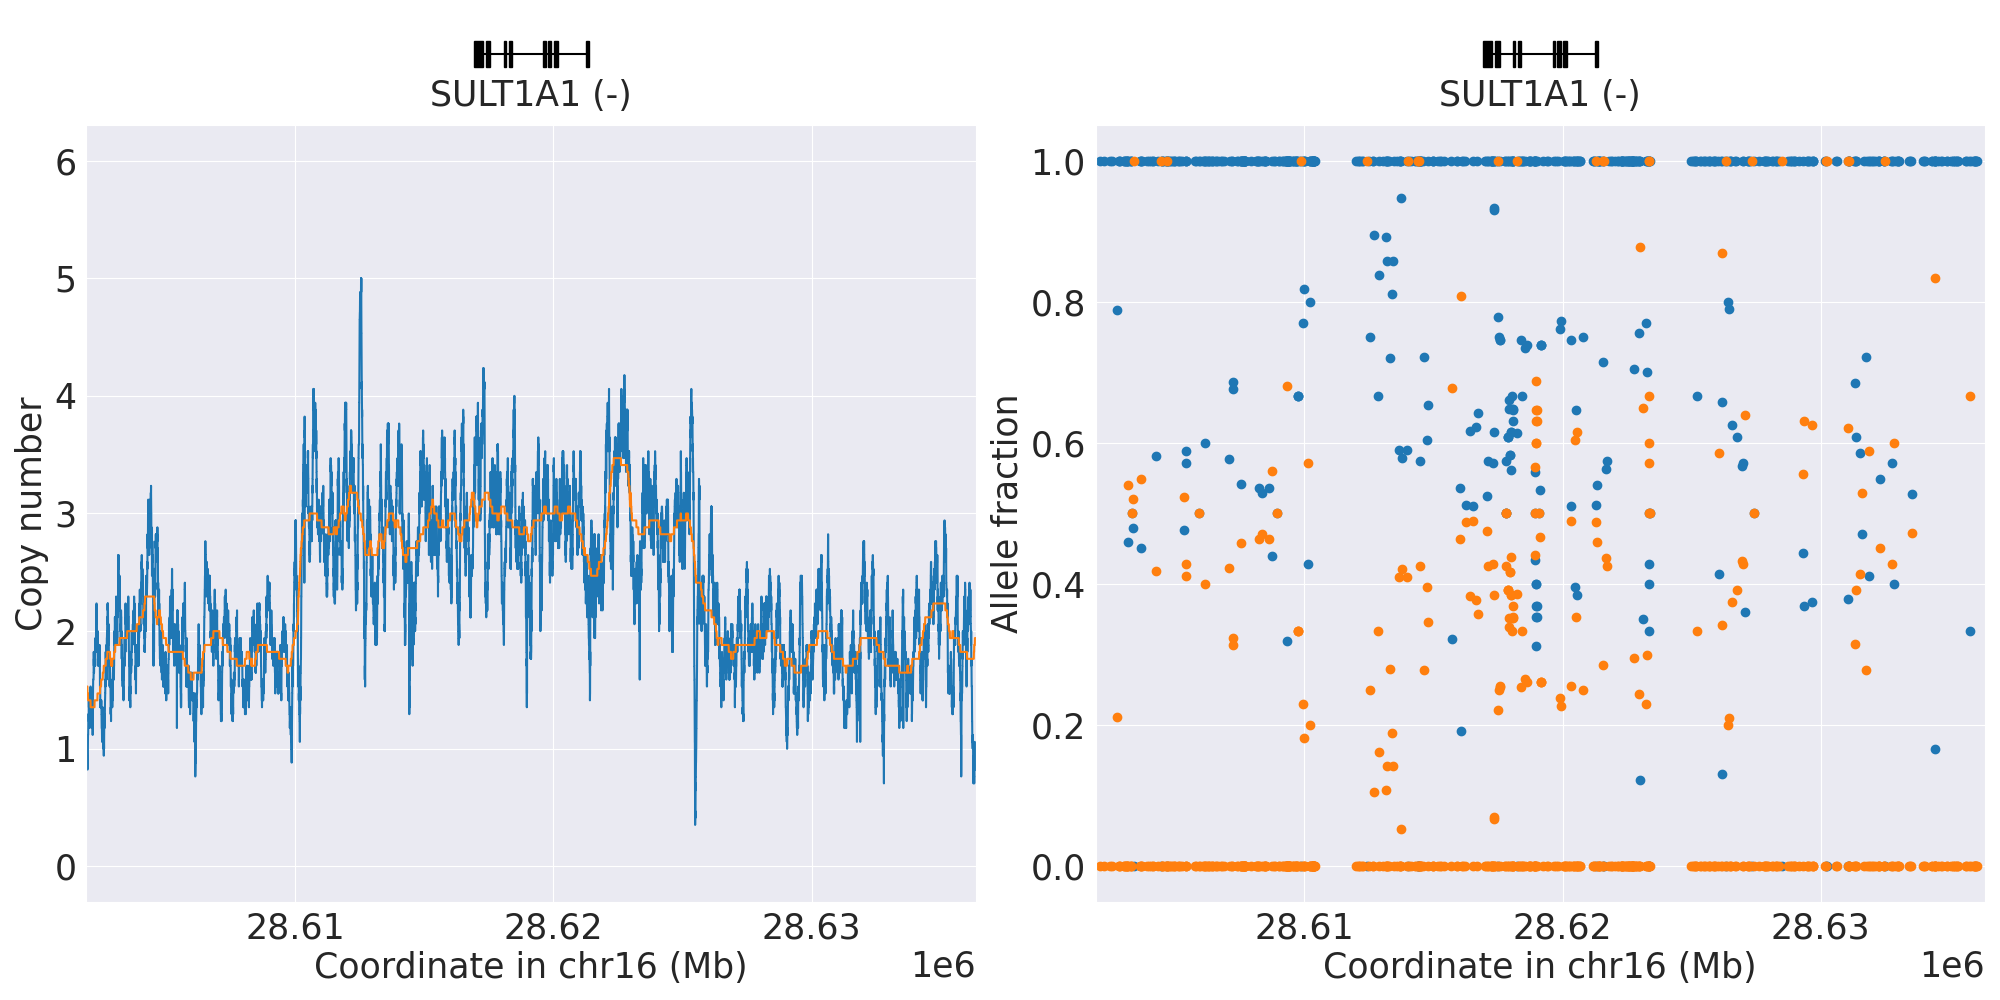 SULT1A1 (-)
6
5
4
3
2
1
0
Copy number
28.61
28.62
28.63
Coordinate in chr16 (Mb)
1e6
SULT1A1 (-)
1.0
0.8
0.6
0.4
0.2
0.0
Allele fraction
28.61
28.62
28.63
Coordinate in chr16 (Mb)
1e6